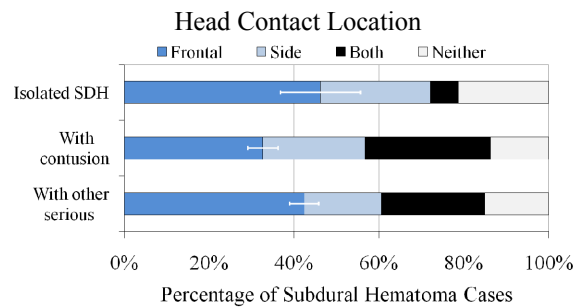 Head Contact Location
Frontal Side Both Neither
Isolated SDH
With
contusion
With other
serious
0% 20% 40% 60% 80% 100%
Percentage of Subdural Hematoma Cases